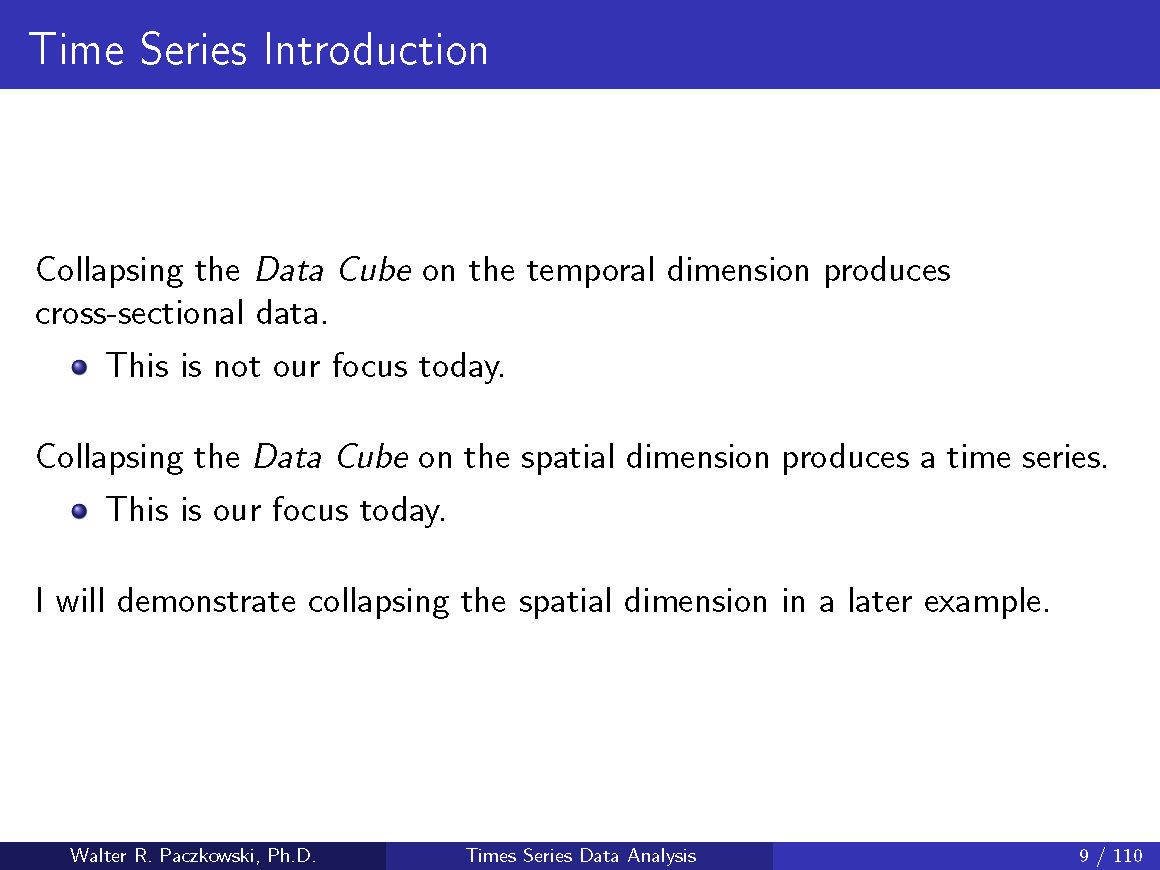 Time Series Introduction
Collapsing the Data Cube on the temporal dimension produces
cross-sectional data.
This is not our focus today.
Collapsing the Data Cube on the spatial dimension produces a time series.
This is our focus today.
I will demonstrate collapsing the spatial dimension in a later example.
Walter R. Paczkowski, Ph.D.
Times Series Data Analysis
9 / 110